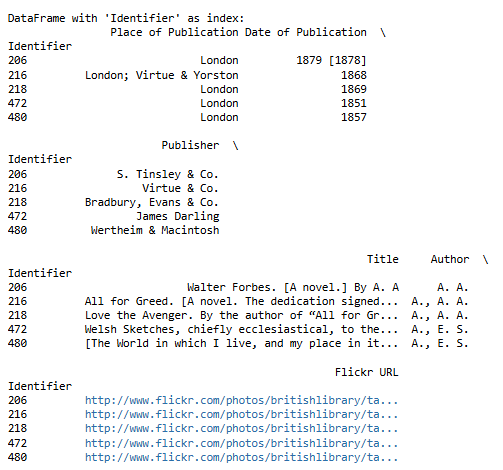 DataFrame with 'Identifier' as index:
Place of Publication Date of Publication \
Identifier
206 London 1879 [1878]
216 London; Virtue & Yorston 1868
218 London 1869
472 London 1851
480 London 1857
Publisher \
Identifier
206 S. Tinsley & Co.
216 Virtue & Co.
218 Bradbury, Evans & Co.
472 James Darling
480 Wertheim & Macintosh
Title Author \
Identifier
206 Walter Forbes. [A novel.] By A. A A. A.
216 All for Greed. [A novel. The dedication signed... A., A. A.
218 Love the Avenger. By the author of “All for Gr... A., A. A.
472 Welsh Sketches, chiefly ecclesiastical, to the... A., E. S.
480 [The World in which I live, and my place in it... A., E. S.
Flickr URL
Identifier
206 http://www.flickr.com/photos/britishlibrary/ta...
216 http://www.flickr.com/photos/britishlibrary/ta...
218 http://www.flickr.com/photos/britishlibrary/ta...
472 http://www.flickr.com/photos/britishlibrary/ta...
480 http://www.flickr.com/photos/britishlibrary/ta...